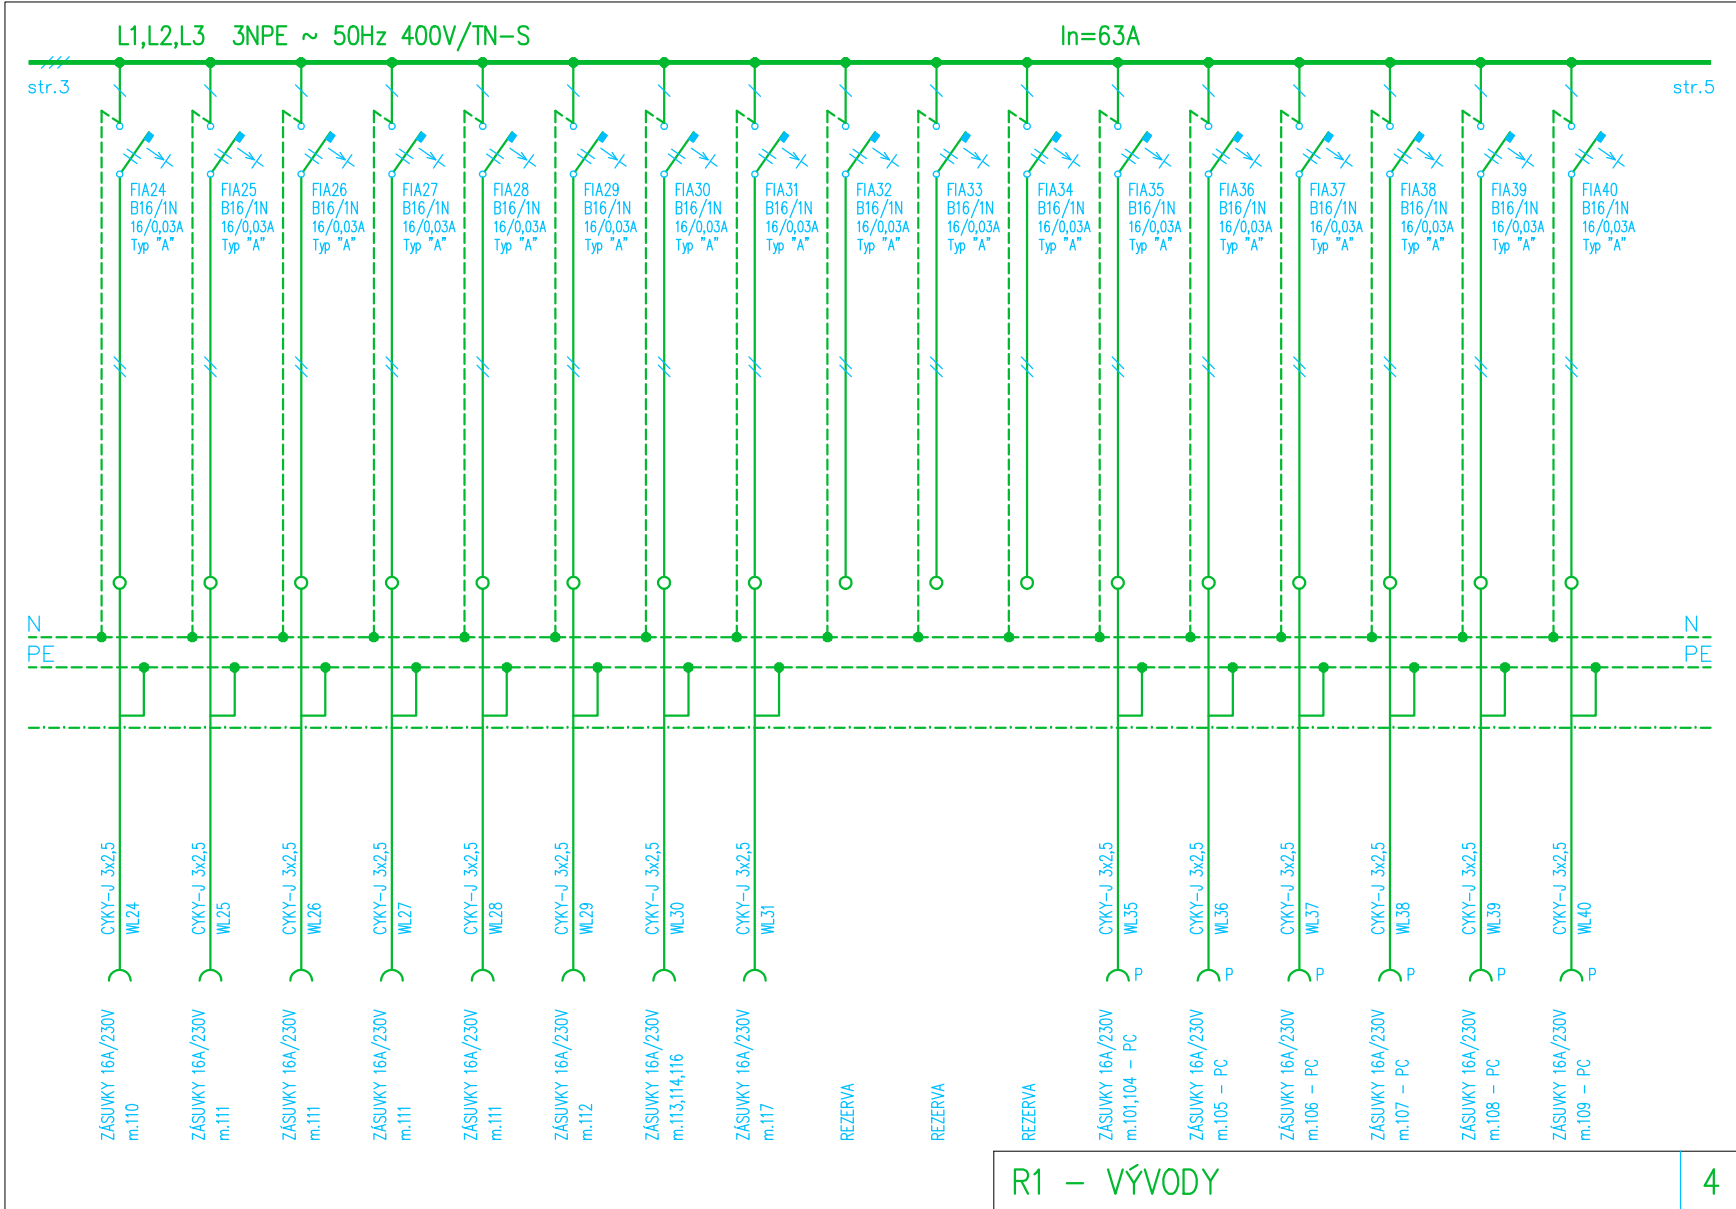 L1,L2,L3 3NPE ~ 50Hz 400V/TN-S
In=63A
str.3
str.5
FIA24
B16/1N
16/0,03A
Typ "A"
FIA25
B16/1N
16/0,03A
Typ "A"
FIA26
B16/1N
16/0,03A
Typ "A"
FIA27
B16/1N
16/0,03A
Typ "A"
FIA28
B16/1N
16/0,03A
Typ "A"
FIA29
B16/1N
16/0,03A
Typ "A"
FIA30
B16/1N
16/0,03A
Typ "A"
FIA31
B16/1N
16/0,03A
Typ "A"
FIA32
B16/1N
16/0,03A
Typ "A"
FIA33
B16/1N
16/0,03A
Typ "A"
FIA34
B16/1N
16/0,03A
Typ "A"
FIA35
B16/1N
16/0,03A
Typ "A"
FIA36
B16/1N
16/0,03A
Typ "A"
FIA37
B16/1N
16/0,03A
Typ "A"
FIA38
B16/1N
16/0,03A
Typ "A"
FIA39
B16/1N
16/0,03A
Typ "A"
FIA40
B16/1N
16/0,03A
Typ "A"
N
N
PE
PE
CYKY-J 3x2,5
WL24
CYKY-J 3x2,5
WL25
CYKY-J 3x2,5
WL26
CYKY-J 3x2,5
WL27
CYKY-J 3x2,5
WL28
CYKY-J 3x2,5
WL29
CYKY-J 3x2,5
WL30
CYKY-J 3x2,5
WL31
CYKY-J 3x2,5
WL35
CYKY-J 3x2,5
WL36
CYKY-J 3x2,5
WL37
CYKY-J 3x2,5
WL38
CYKY-J 3x2,5
WL39
CYKY-J 3x2,5
WL40
P
P
P
P
P
P
ZÁSUVKY 16A/230V
m.110
ZÁSUVKY 16A/230V
m.111
ZÁSUVKY 16A/230V
m.111
ZÁSUVKY 16A/230V
m.111
ZÁSUVKY 16A/230V
m.111
ZÁSUVKY 16A/230V
m.112
ZÁSUVKY 16A/230V
m.113,114,116
ZÁSUVKY 16A/230V
m.117
REZERVA
REZERVA
REZERVA
ZÁSUVKY 16A/230V
m.101,104 - PC
ZÁSUVKY 16A/230V
m.105 - PC
ZÁSUVKY 16A/230V
m.106 - PC
ZÁSUVKY 16A/230V
m.107 - PC
ZÁSUVKY 16A/230V
m.108 - PC
ZÁSUVKY 16A/230V
m.109 - PC
R1 - VÝVODY
4